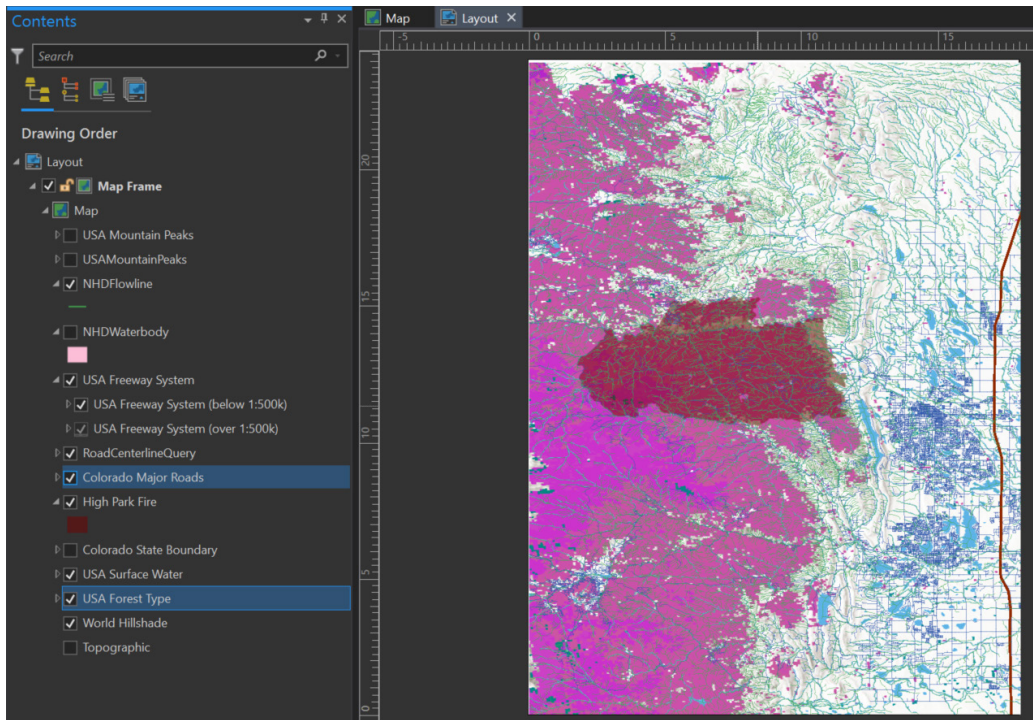 Contents
Search
Drawing Order
Layout
Map Frame
Map
USA Mountain Peaks
USAMountainPeaks
NHDFlowline
NHDWaterbody
USA Freeway System
USA Freeway System (below 1:500k)
USA Freeway System (over 1:500k)
RoadCenterlineQuery
Colorado Major Roads
High Park Fire
Colorado State Boundary
USA Surface Water
USA Forest Type
World Hillshade
Topographic
Map Layout
-5 0 5 10 15
20
15
10
5
0